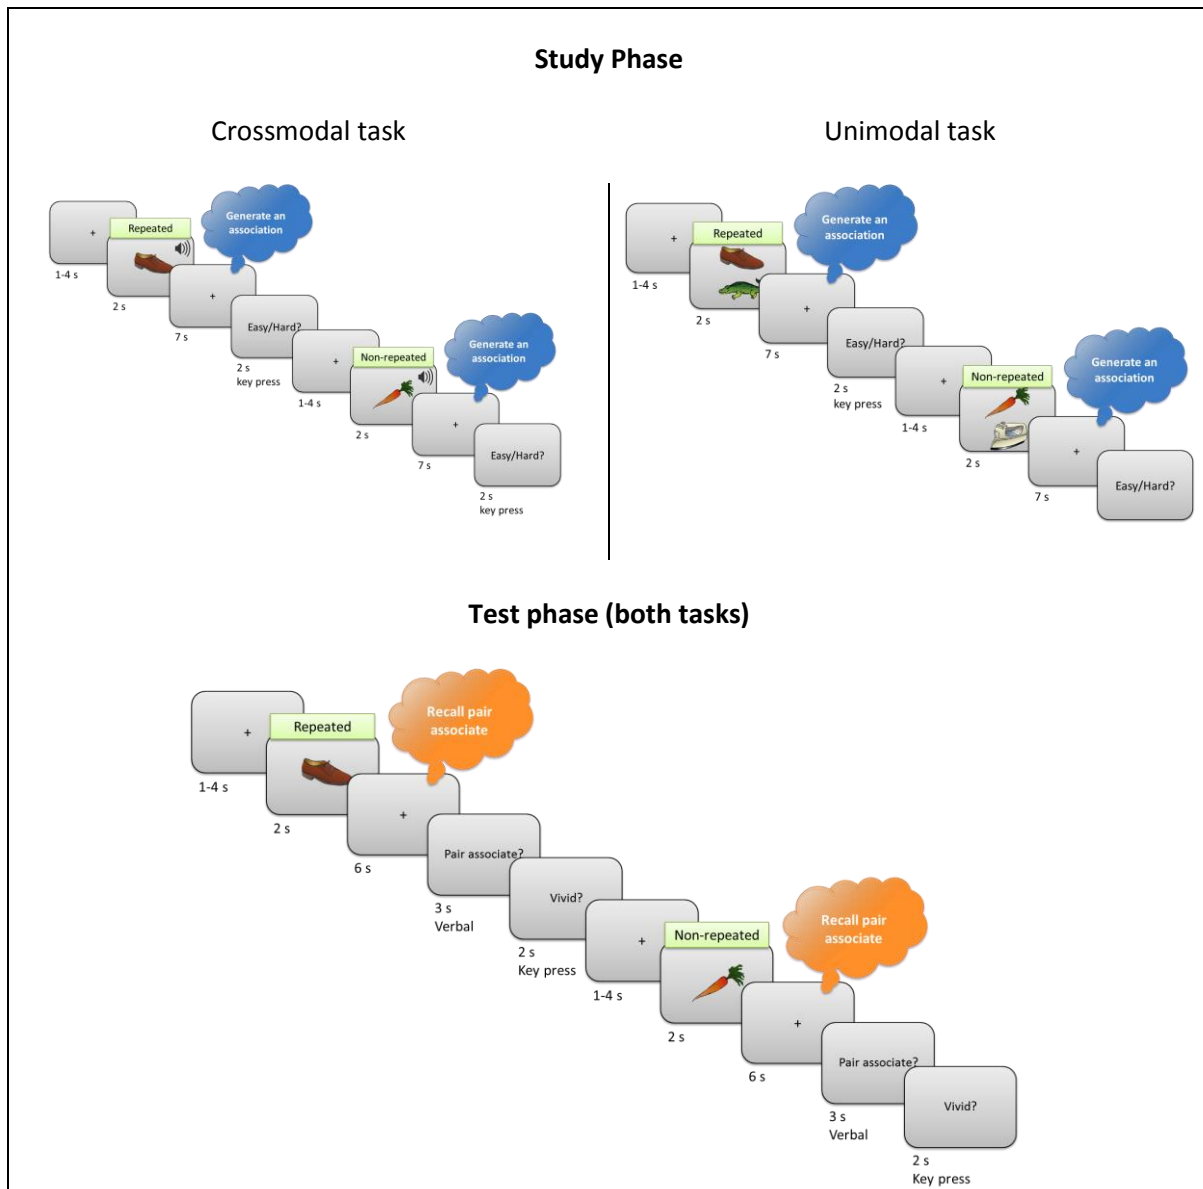 Study Phase
Crossmodal task
+
1-4 s
Repeated
2 s
Generate an
association
+
7 s
Easy/Hard?
2 s
key press
+
1-4 s
Non-repeated
2 s
Generate an
association
+
7 s
Easy/Hard?
2 s
key press
Unimodal task
+
1-4 s
Repeated
2 s
Generate an
association
+
7 s
Easy/Hard?
2 s
key press
+
1-4 s
Non-repeated
2 s
Generate an
association
+
7 s
Easy/Hard?
Test phase (both tasks)
+
1-4 s
Repeated
2 s
Recall pair
associate
+
6 s
Pair associate?
3 s
Verbal
Vivid?
2 s
Key press
+
1-4 s
Non-repeated
2 s
Recall pair
associate
+
6 s
Pair associate?
3 s
Verbal
Vivid?
2 s
Key press